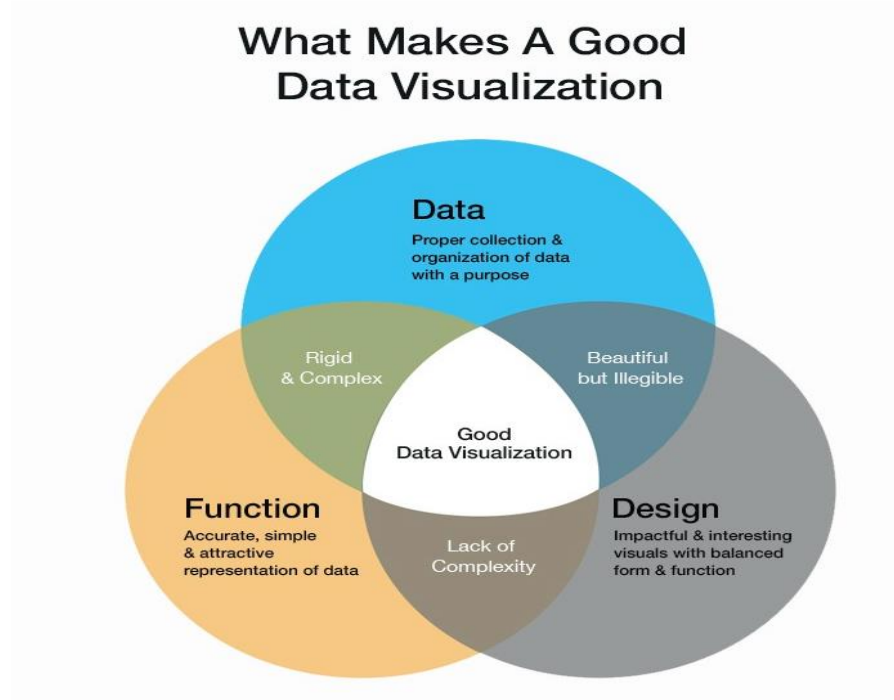 What Makes A Good
Data Visualization
Data
Proper collection &
organization of data
with a purpose
Rigid
& Complex
Beautiful
but Illegible
Good
Data Visualization
Function
Accurate, simple
& attractive
representation of data
Design
Impactful & interesting
visuals with balanced
form & function
Lack of
Complexity